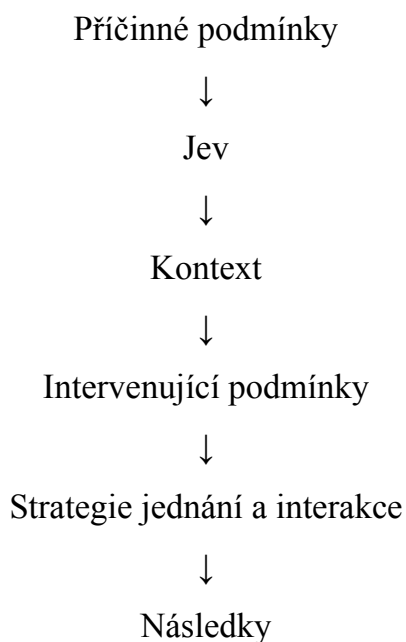 Příčinné podmínky
↓
Jev
↓
Kontext
↓
Intervenující podmínky
↓
Strategie jednání a interakce
↓
Následky